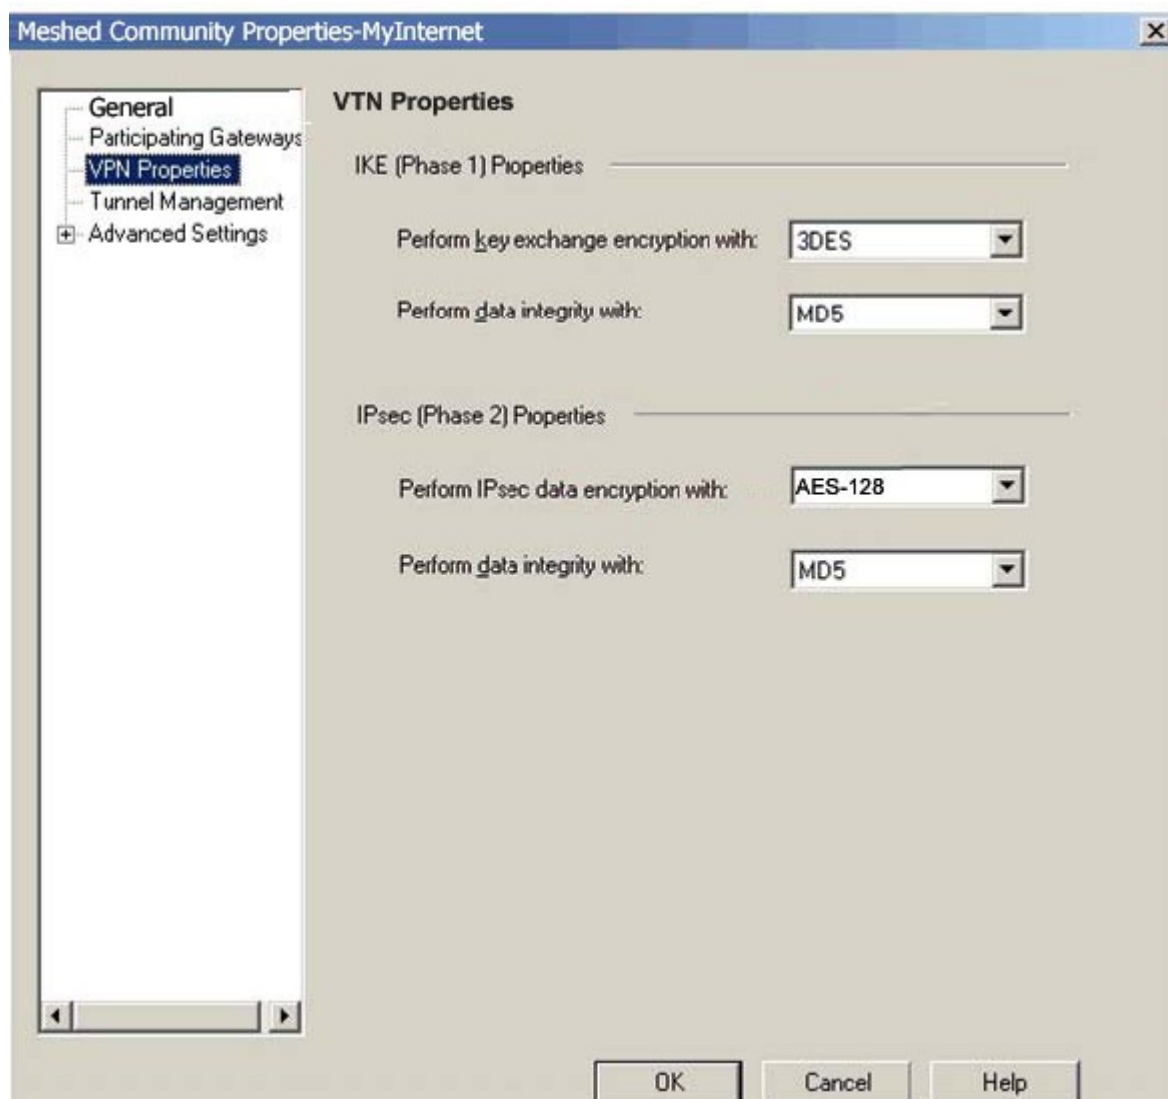 Meshed Community Properties-MyInternet
General
Participating Gateways
VPN Properties
Tunnel Management
Advanced Settings
VTN Properties
IKE (Phase 1) Properties
Perform key exchange encryption with: 3DES
Perform data integrity with: MD5
IPsec (Phase 2) Properties
Perform IPsec data encryption with: AES-128
Perform data integrity with: MD5
OK Cancel Help